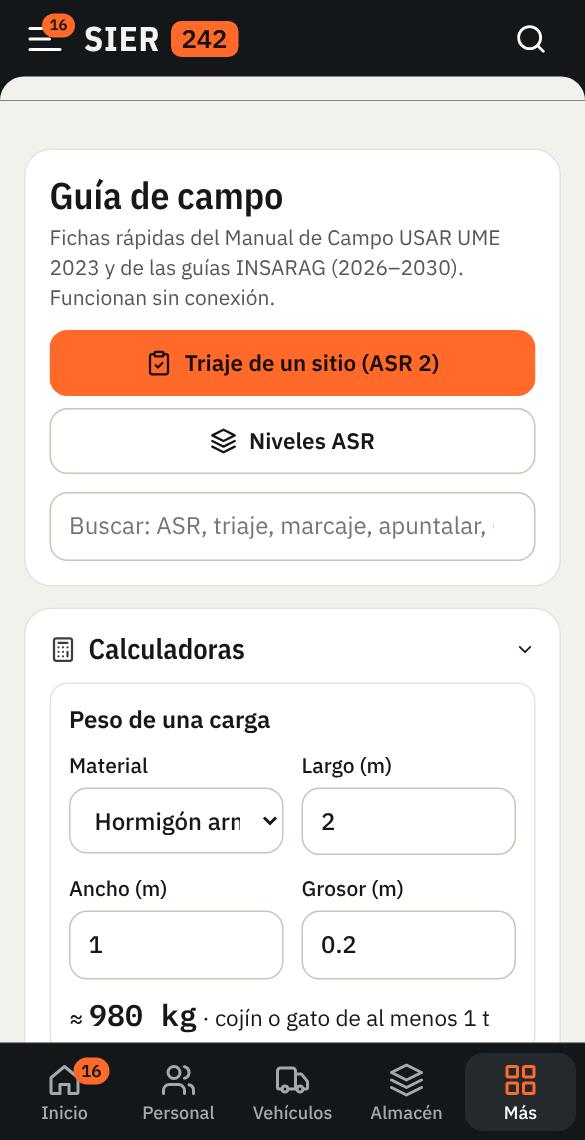 16
SIER 242
Guía de campo
Fichas rápidas del Manual de Campo USAR UME
2023 y de las guías INSARAG (2026–2030).
Funcionan sin conexión.
Triaje de un sitio (ASR 2)
Niveles ASR
Buscar: ASR, triaje, marcaje, apuntalar,
Calculadoras
Peso de una carga
Material Largo (m)
Hormigón arm 2
Ancho (m) Grosor (m)
1 0.2
≈ 980 kg · cojín o gato de al menos 1 t
16
Inicio Personal Vehículos Almacén Más